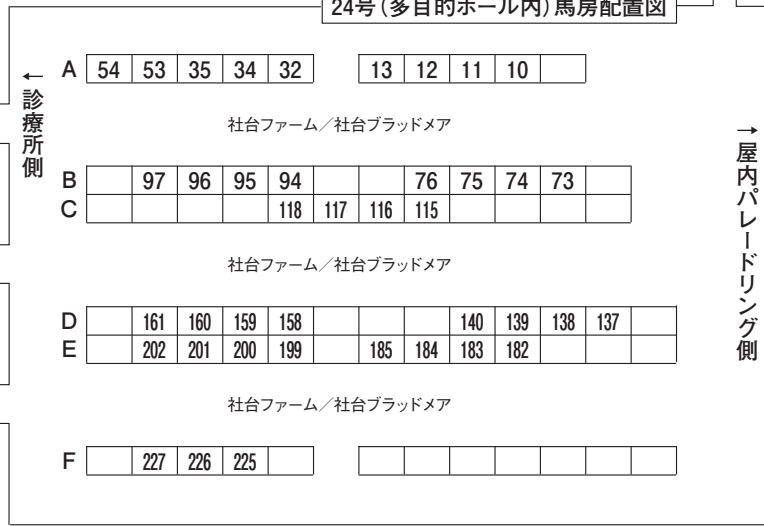 24号（多目的ホール内）馬房配置図
←診療所側
A 54 53 35 34 32 13 12 11 10
社台ファーム／社台ブラッドメア
→屋内パレードリング側
B 97 96 95 94 76 75 74 73
C 118 117 116 115
社台ファーム／社台ブラッドメア
D 161 160 159 158 140 139 138 137
E 202 201 200 199 185 184 183 182
社台ファーム／社台ブラッドメア
F 227 226 225